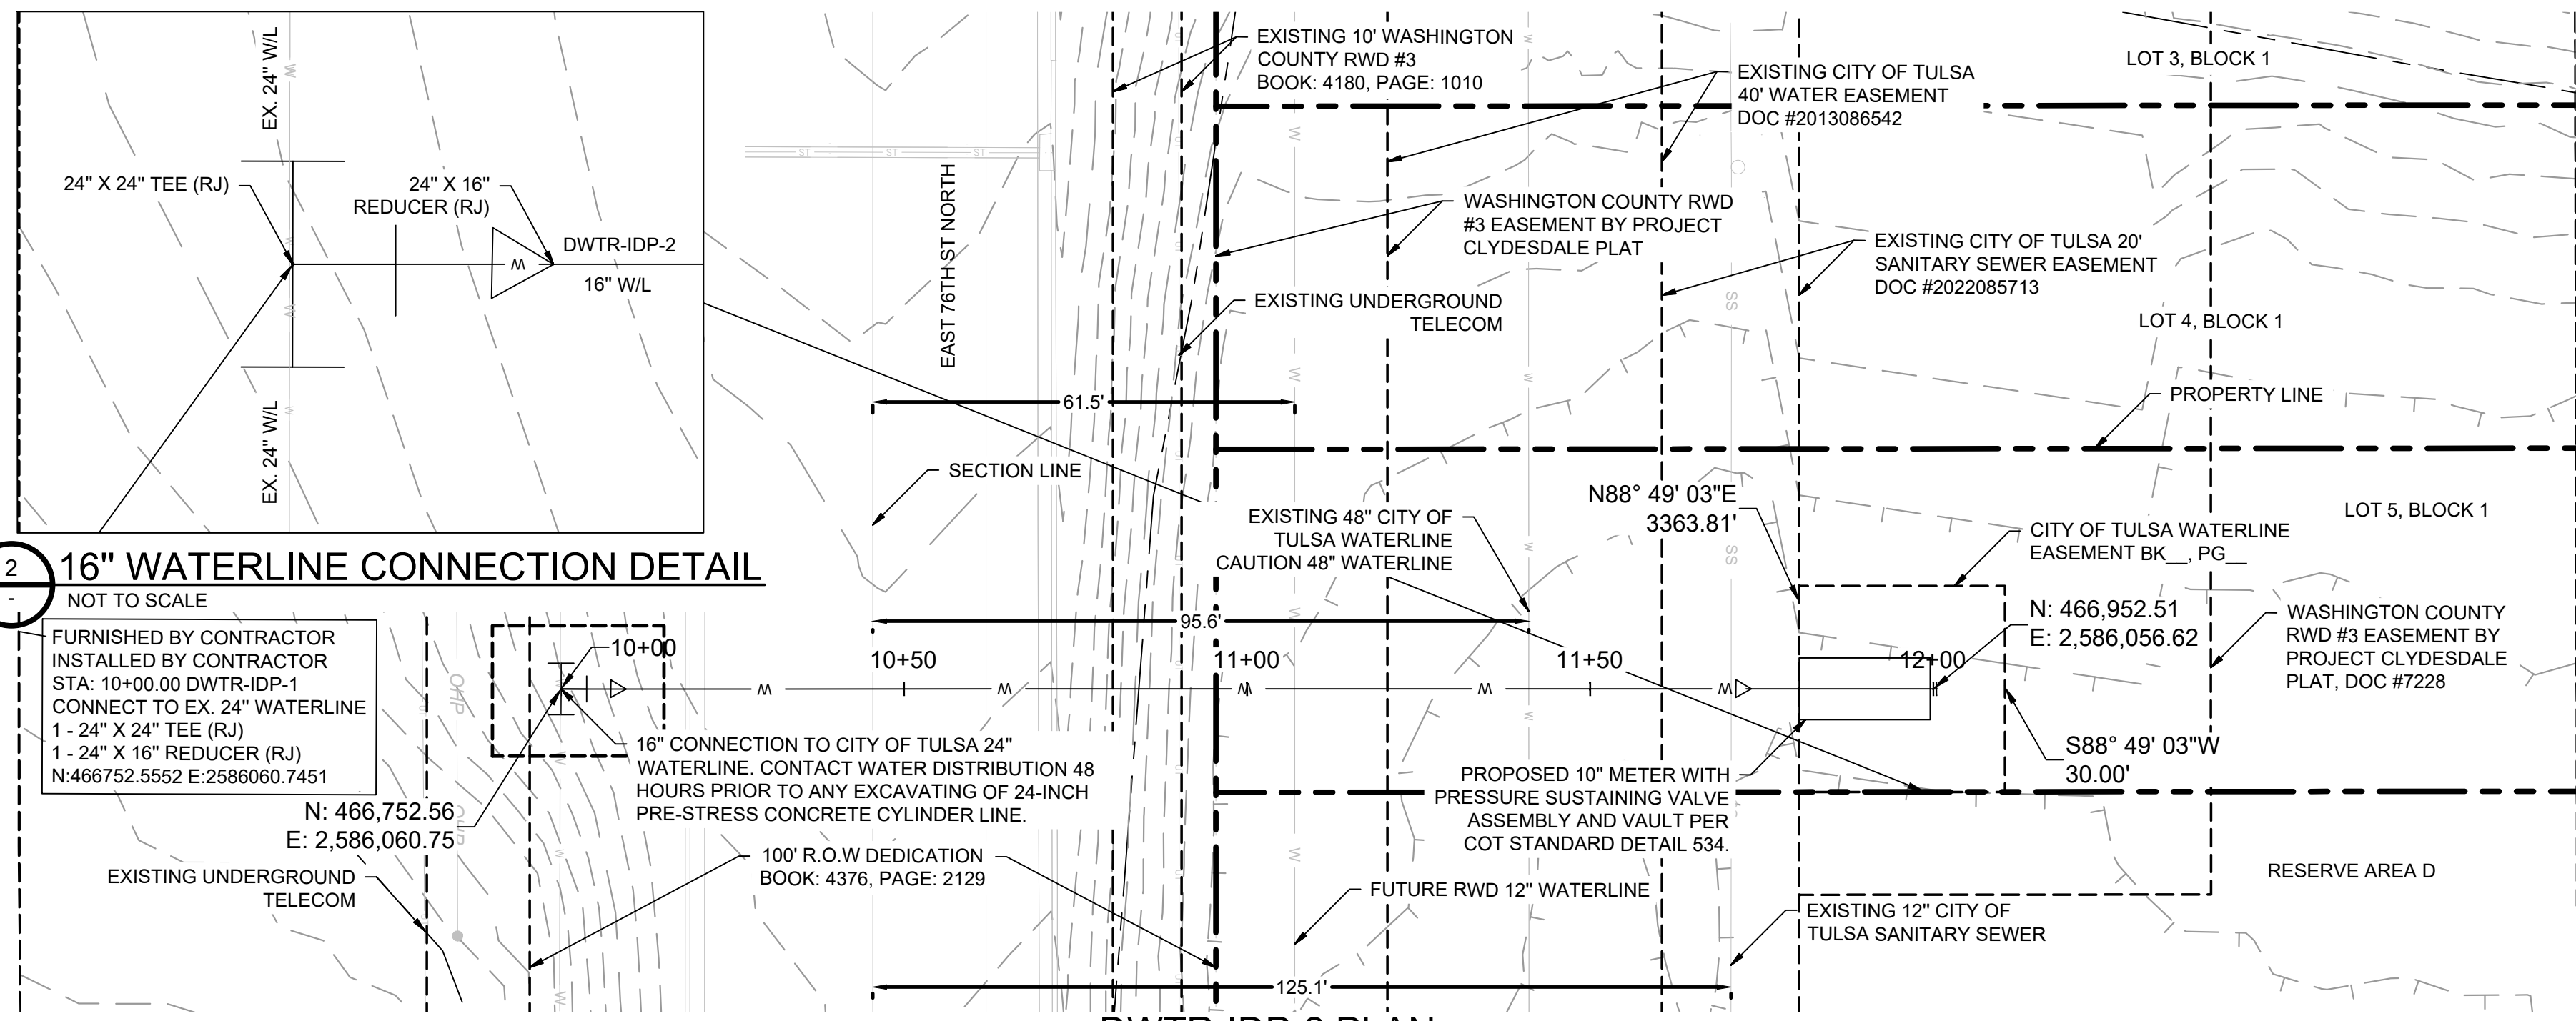 EX. 24" W/L
EX. 24" W/L
24" X 24" TEE (RJ)
24" X 16"
REDUCER (RJ)
W
DWTR-IDP-2
16" W/L
2
-
16" WATERLINE CONNECTION DETAIL
NOT TO SCALE
FURNISHED BY CONTRACTOR
INSTALLED BY CONTRACTOR
STA: 10+00.00 DWTR-IDP-1
CONNECT TO EX. 24" WATERLINE
1 - 24" X 24" TEE (RJ)
1 - 24" X 16" REDUCER (RJ)
N:466752.5552 E:2586060.7451
N: 466,752.56
E: 2,586,060.75
EXISTING UNDERGROUND
TELECOM
OHP
ST ST ST
EAST 76TH ST NORTH
EXISTING 10' WASHINGTON
COUNTY RWD #3
BOOK: 4180, PAGE: 1010
EXISTING CITY OF TULSA
40' WATER EASEMENT
DOC #2013086542
LOT 3, BLOCK 1
WASHINGTON COUNTY RWD
#3 EASEMENT BY PROJECT
CLYDESDALE PLAT
EXISTING CITY OF TULSA 20'
SANITARY SEWER EASEMENT
DOC #2022085713
EXISTING UNDERGROUND
TELECOM
SS
LOT 4, BLOCK 1
61.5'
PROPERTY LINE
SECTION LINE
N88° 49' 03"E
3363.81'
EXISTING 48" CITY OF
TULSA WATERLINE
CAUTION 48" WATERLINE
SS
LOT 5, BLOCK 1
CITY OF TULSA WATERLINE
EASEMENT BK__, PG__
95.6'
N: 466,952.51
E: 2,586,056.62
WASHINGTON COUNTY
RWD #3 EASEMENT BY
PROJECT CLYDESDALE
PLAT, DOC #7228
10+00
10+50
11+00
11+50
12+00
W W W W W
16" CONNECTION TO CITY OF TULSA 24"
WATERLINE. CONTACT WATER DISTRIBUTION 48
HOURS PRIOR TO ANY EXCAVATING OF 24-INCH
PRE-STRESS CONCRETE CYLINDER LINE.
S88° 49' 03"W
30.00'
PROPOSED 10" METER WITH
PRESSURE SUSTAINING VALVE
ASSEMBLY AND VAULT PER
COT STANDARD DETAIL 534.
100' R.O.W DEDICATION
BOOK: 4376, PAGE: 2129
FUTURE RWD 12" WATERLINE
RESERVE AREA D
EXISTING 12" CITY OF
TULSA SANITARY SEWER
125.1'